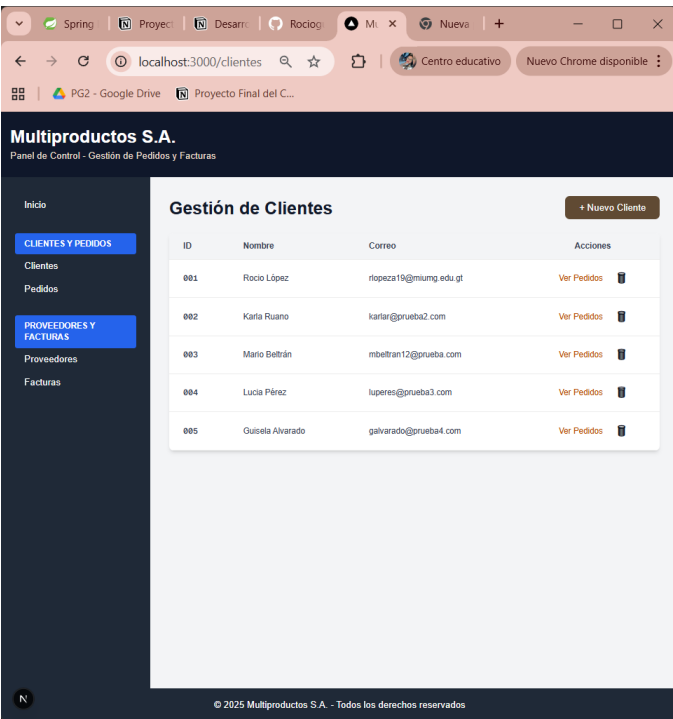 Spring
Proyec
Desarro
Rociog
Mu
Nueva
localhost:3000/clientes
Centro educativo
Nuevo Chrome disponible
PG2 - Google Drive
Proyecto Final del C...
Multiproductos S.A.
Panel de Control - Gestión de Pedidos y Facturas
Inicio
CLIENTES Y PEDIDOS
Clientes
Pedidos
PROVEEDORES Y
FACTURAS
Proveedores
Facturas
Gestión de Clientes
+ Nuevo Cliente
ID Nombre Correo Acciones
001 Rocio López rlopeza19@miumg.edu.gt Ver Pedidos
002 Karla Ruano karlar@prueba2.com Ver Pedidos
003 Mario Beltrán mbeltran12@prueba.com Ver Pedidos
004 Lucia Pérez luperes@prueba3.com Ver Pedidos
005 Guisela Alvarado galvarado@prueba4.com Ver Pedidos
N
© 2025 Multiproductos S.A. - Todos los derechos reservados